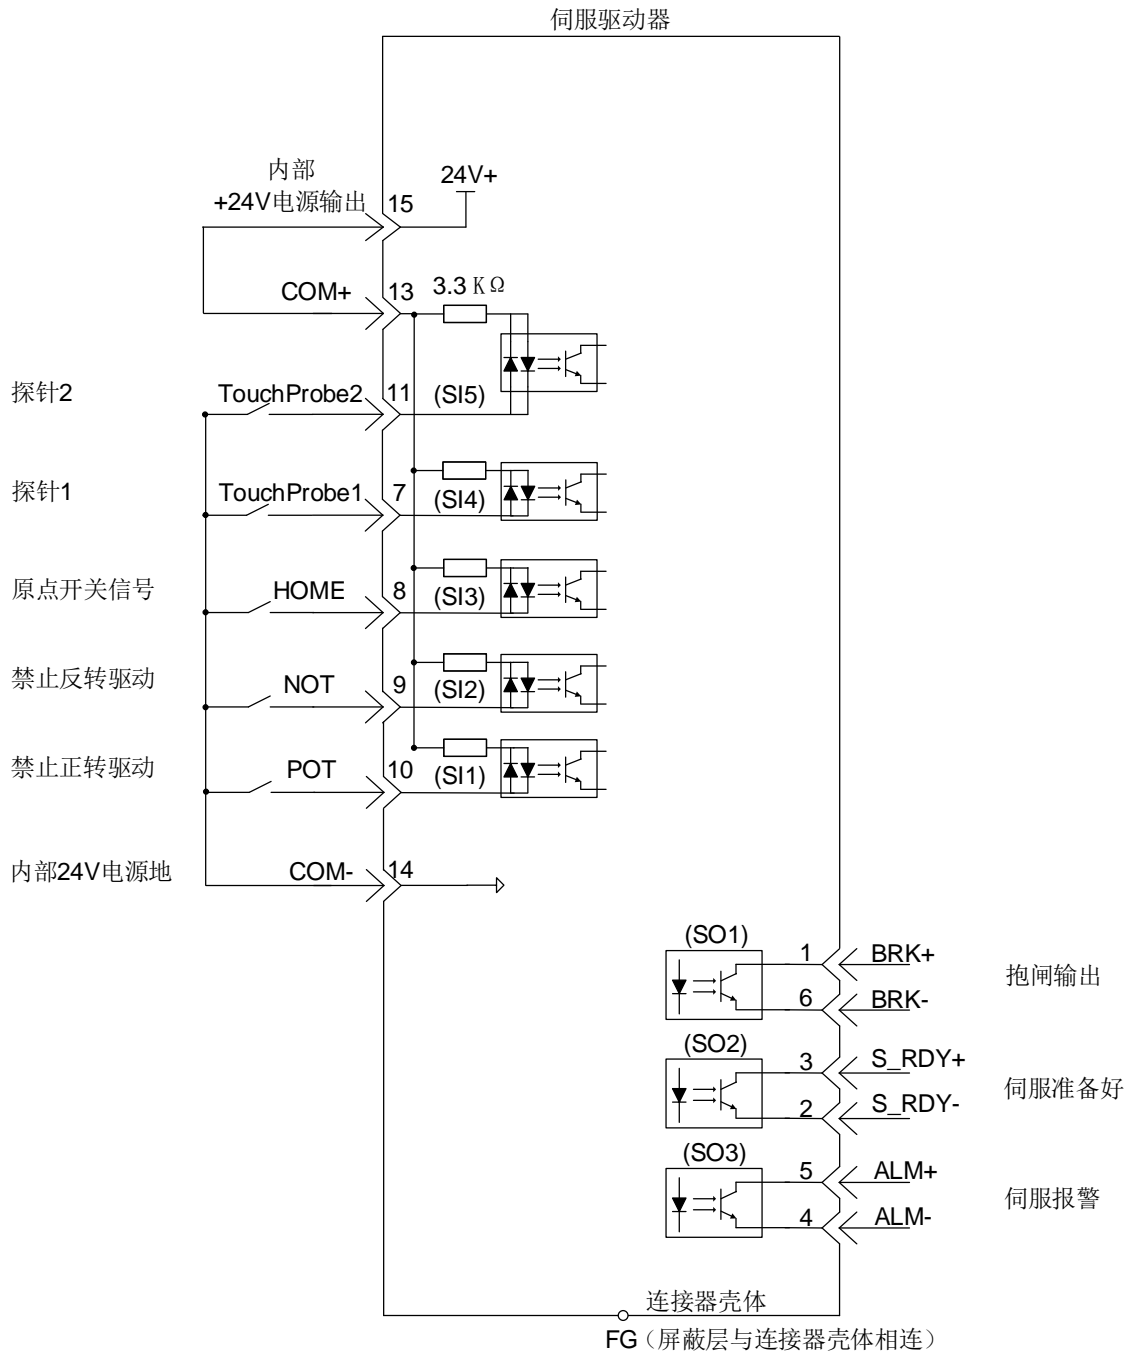 伺服驱动器
内部
+24V电源输出
15
24V+
COM+
13
3.3 KΩ
探针2
TouchProbe2
11
(SI5)
探针1
TouchProbe1
7
(SI4)
原点开关信号
HOME
8
(SI3)
禁止反转驱动
NOT
9
(SI2)
禁止正转驱动
POT
10
(SI1)
内部24V电源地
COM-
14
(SO1)
1
BRK+
6
BRK-
抱闸输出
(SO2)
3
S_RDY+
2
S_RDY-
伺服准备好
(SO3)
5
ALM+
4
ALM-
伺服报警
连接器壳体
FG（屏蔽层与连接器壳体相连）